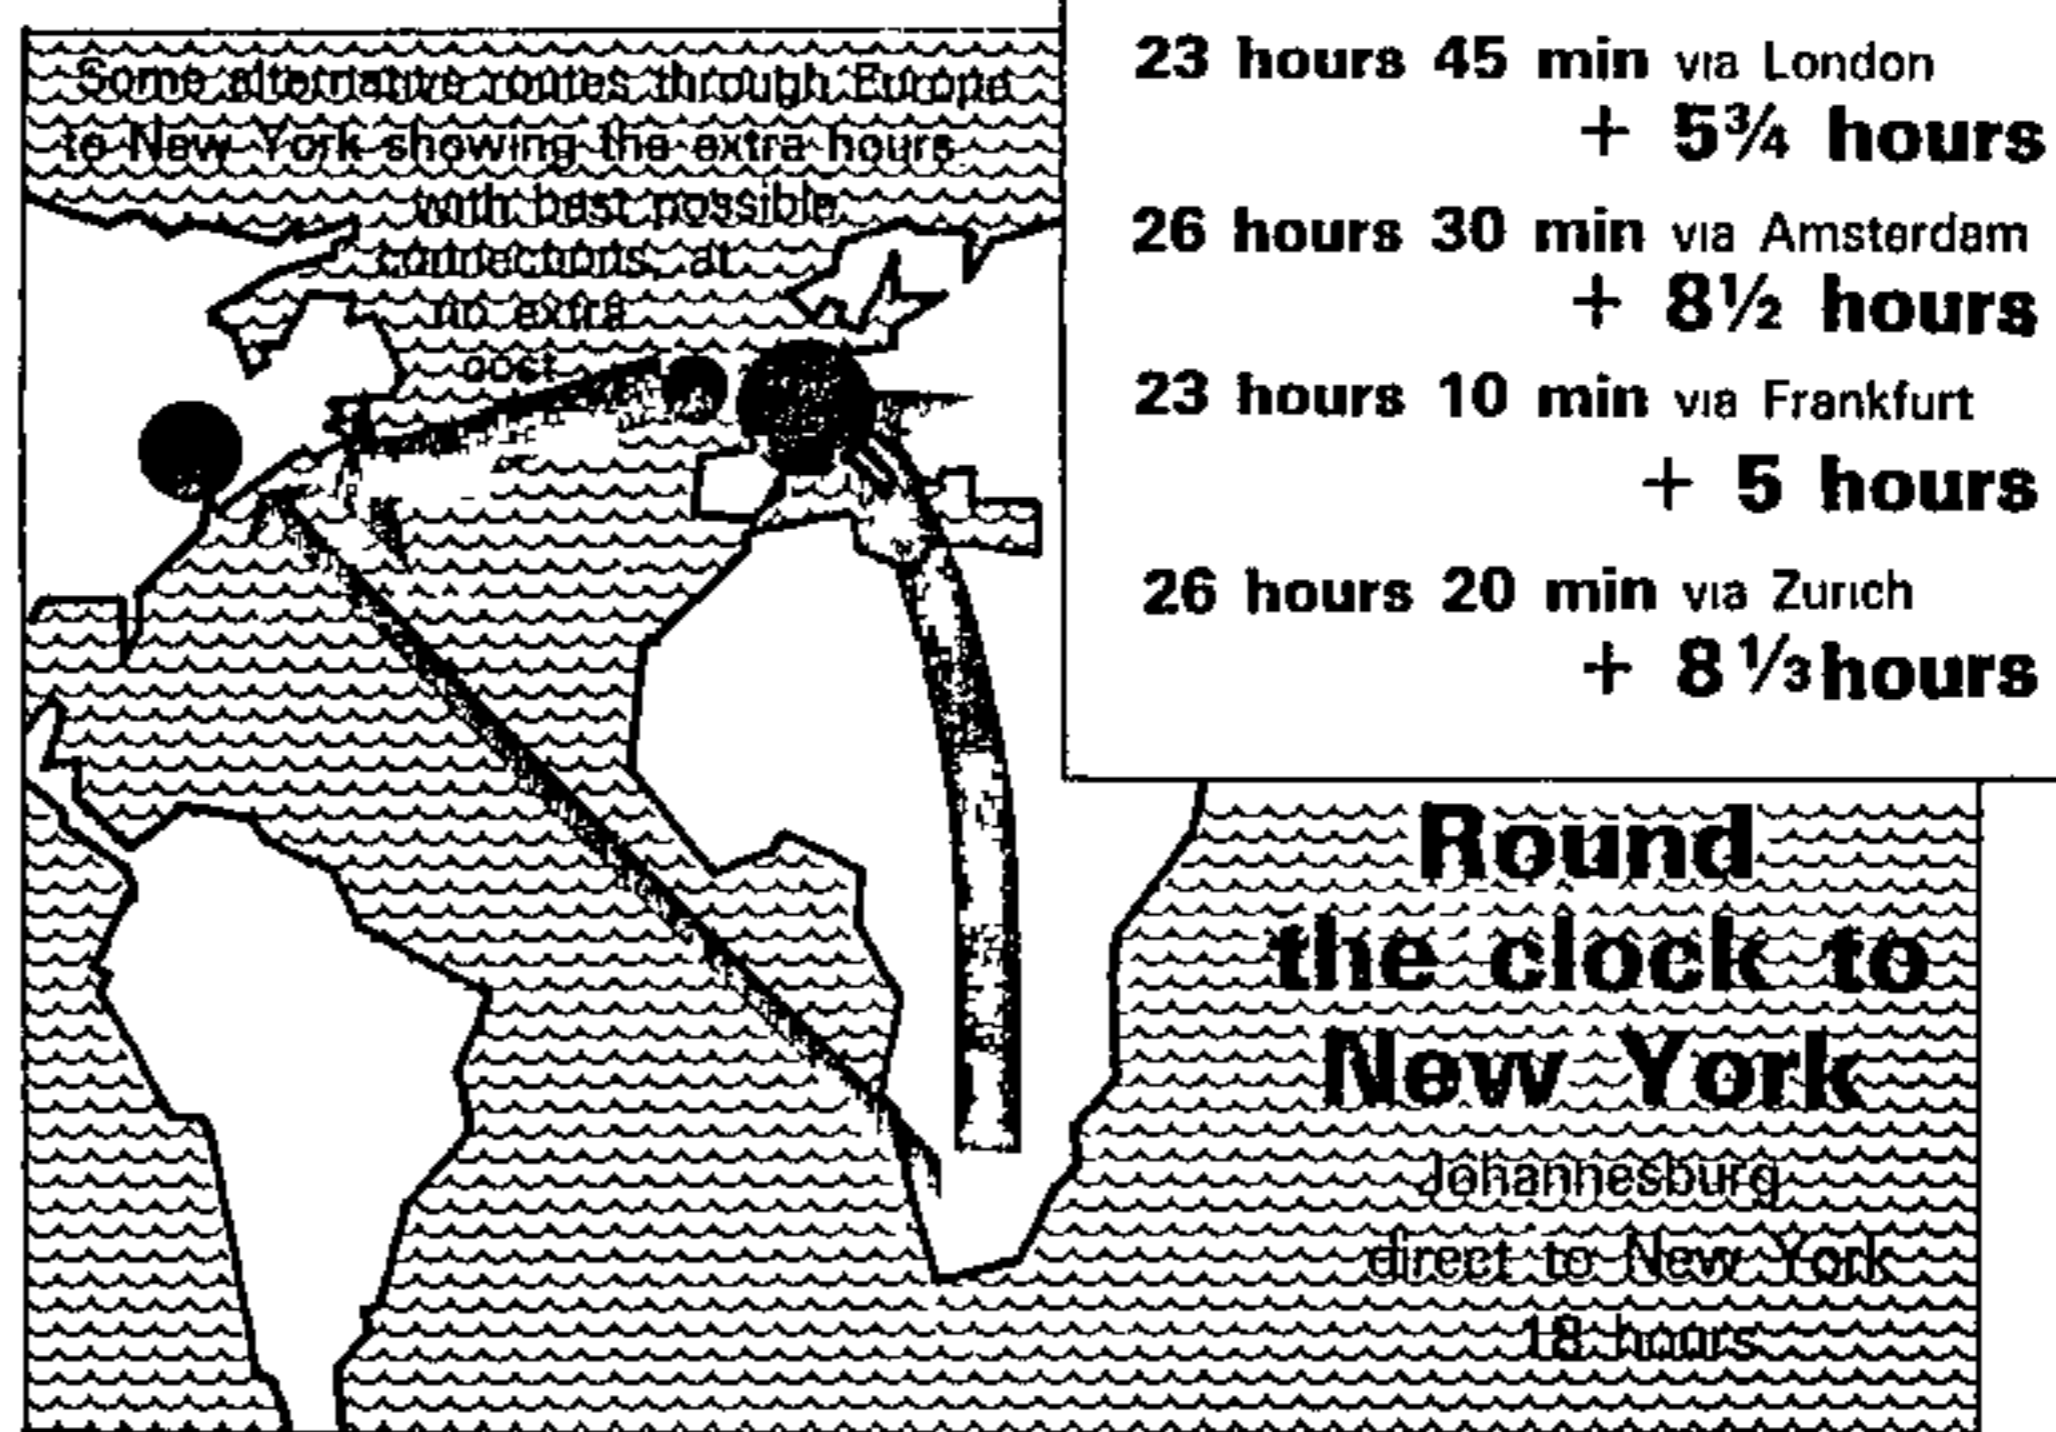 Some alternative routes through Europe
to New York showing the extra hours
with best possible
connections, at
no extra
cost
23 hours 45 min via London
+ 5¾ hours
26 hours 30 min via Amsterdam
+ 8½ hours
23 hours 10 min via Frankfurt
+ 5 hours
26 hours 20 min via Zurich
+ 8⅓ hours
Round
the clock to
New York
Johannesburg
direct to New York
18 hours